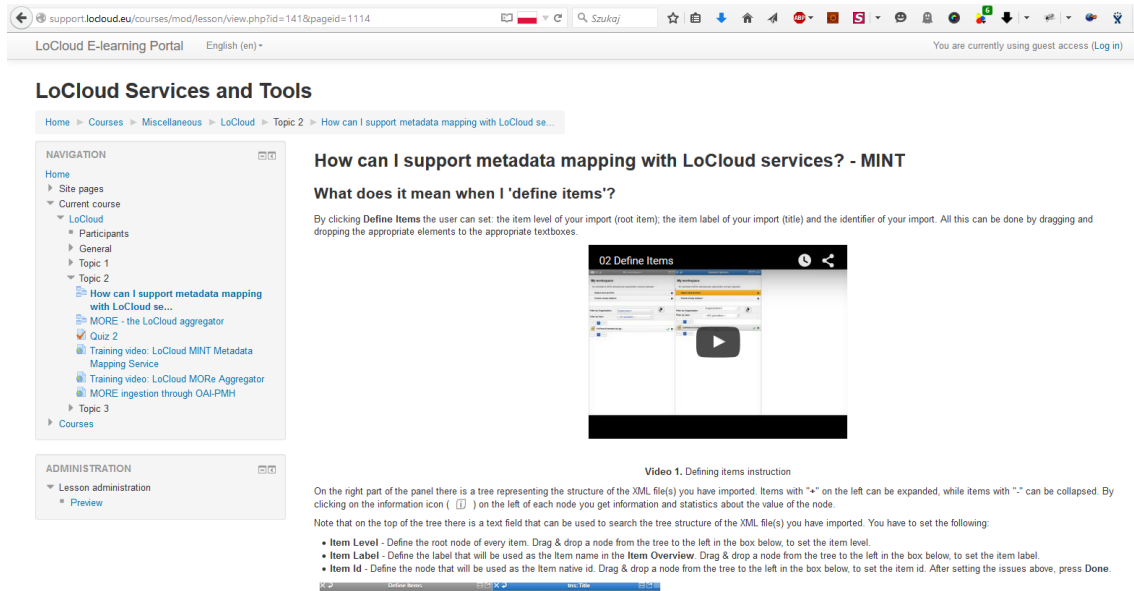 support.locloud.eu/courses/mod/lesson/view.php?id=141&pageid=1114
Szukaj
ABP
S
6
LoCloud E-learning Portal English (en)
You are currently using guest access (Log in)
LoCloud Services and Tools
Home Courses Miscellaneous LoCloud Topic 2 How can I support metadata mapping with LoCloud se...
NAVIGATION
Home
Site pages
Current course
LoCloud
Participants
General
Topic 1
Topic 2
How can I support metadata mapping
with LoCloud se...
MORE - the LoCloud aggregator
Quiz 2
Training video: LoCloud MINT Metadata
Mapping Service
Training video: LoCloud MORe Aggregator
MORE ingestion through OAI-PMH
Topic 3
Courses
ADMINISTRATION
Lesson administration
Preview
How can I support metadata mapping with LoCloud services? - MINT
What does it mean when I 'define items'?
By clicking Define Items the user can set: the item level of your import (root item); the item label of your import (title) and the identifier of your import. All this can be done by dragging and
dropping the appropriate elements to the appropriate textboxes.
02 Define Items
My workspace My workspace
Video 1. Defining items instruction
On the right part of the panel there is a tree representing the structure of the XML file(s) you have imported. Items with "+" on the left can be expanded, while items with "-" can be collapsed. By
clicking on the information icon ( i ) on the left of each node you get information and statistics about the value of the node.
Note that on the top of the tree there is a text field that can be used to search the tree structure of the XML file(s) you have imported. You have to set the following:
• Item Level - Define the root node of every item. Drag & drop a node from the tree to the left in the box below, to set the item level.
• Item Label - Define the label that will be used as the Item name in the Item Overview. Drag & drop a node from the tree to the left in the box below, to set the item label.
• Item Id - Define the node that will be used as the Item native id. Drag & drop a node from the tree to the left in the box below, to set the item id. After setting the issues above, press Done.
Define Items tns: Title